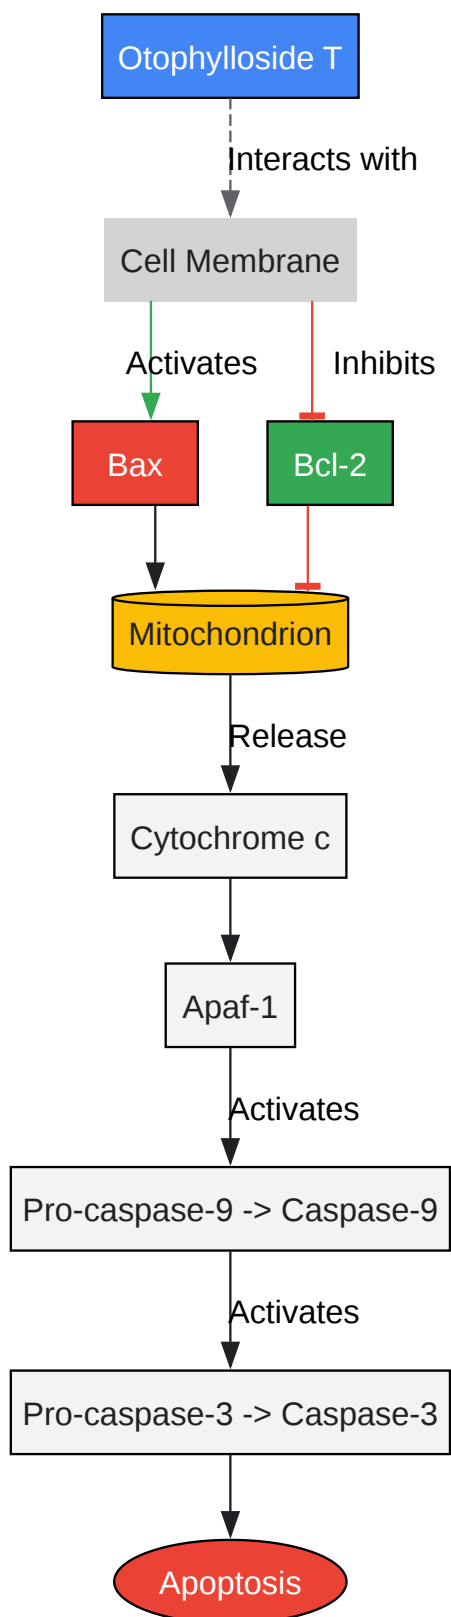 Otophylloside T
Interacts with
Cell Membrane
Activates
Inhibits
Bax
Bcl-2
Mitochondrion
Release
Cytochrome c
Apaf-1
Activates
Pro-caspase-9 -> Caspase-9
Activates
Pro-caspase-3 -> Caspase-3
Apoptosis